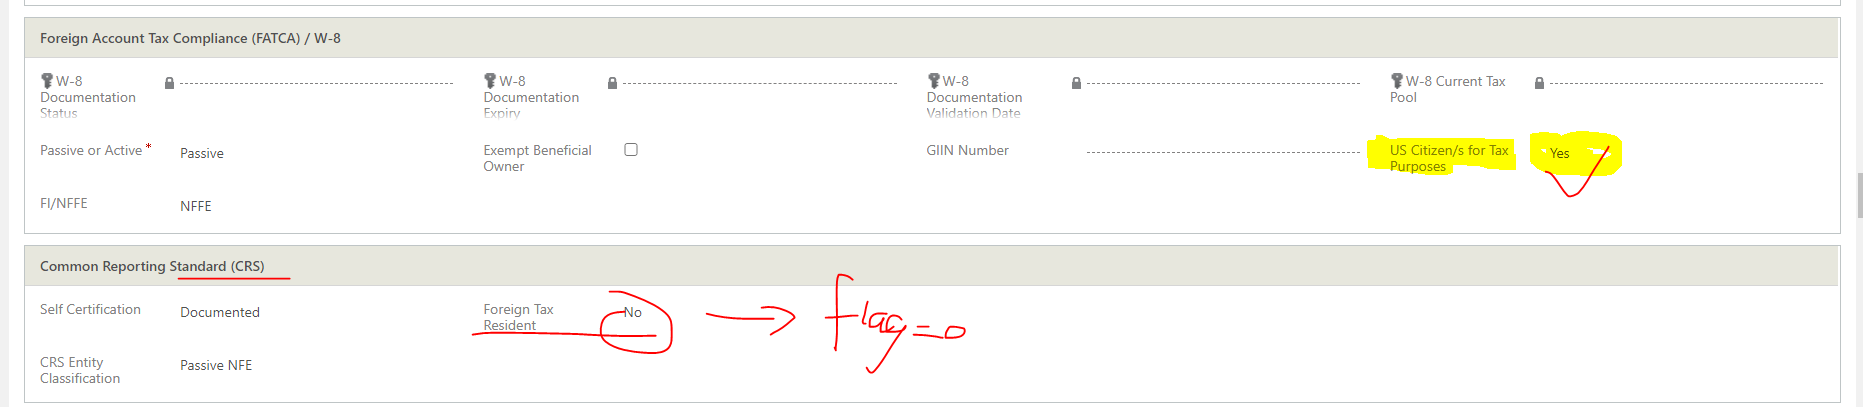 Foreign Account Tax Compliance (FATCA) / W-8
W-8 Documentation Status
W-8 Documentation Expiry
W-8 Documentation Validation Date
W-8 Current Tax Pool
Passive or Active * Passive
Exempt Beneficial Owner
GIIN Number
US Citizen/s for Tax Purposes Yes
FI/NFFE NFFE
Common Reporting Standard (CRS)
Self Certification Documented
Foreign Tax Resident No
flag=0
CRS Entity Classification Passive NFE